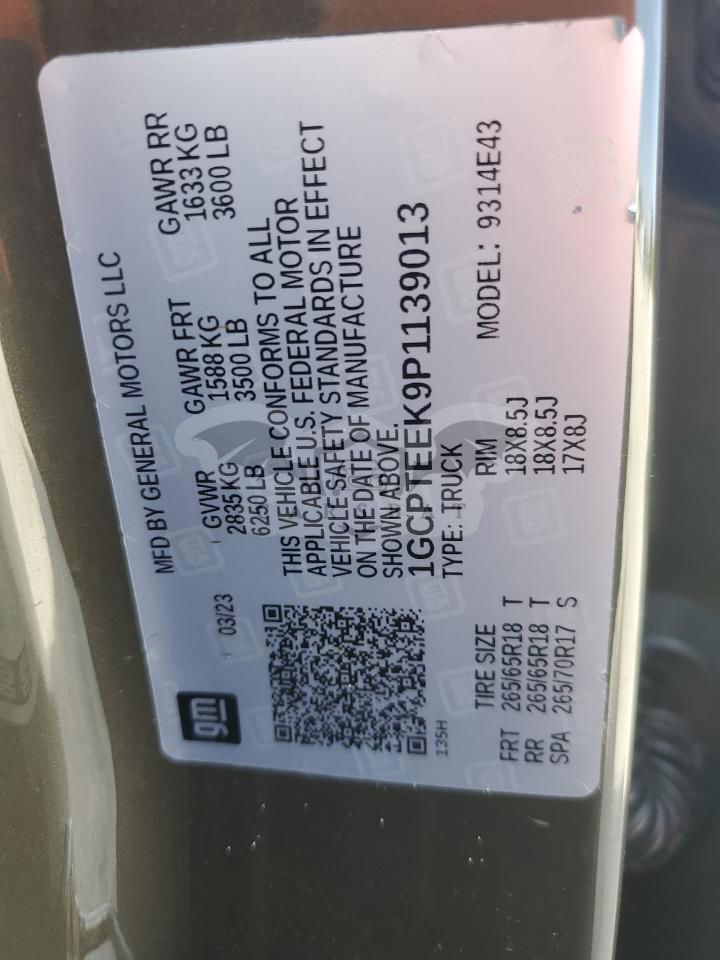 gm
MFD BY GENERAL MOTORS LLC
03/23 GVWR GAWR FRT GAWR RR
2835 KG 1588 KG 1633 KG
6250 LB 3500 LB 3600 LB
THIS VEHICLE CONFORMS TO ALL
APPLICABLE U.S. FEDERAL MOTOR
VEHICLE SAFETY STANDARDS IN EFFECT
ON THE DATE OF MANUFACTURE
SHOWN ABOVE.
1GCPTEEK9P1139013
135H TYPE: TRUCK
TIRE SIZE RIM MODEL: 9314E43
FRT 265/65R18 T 18X8.5J
RR 265/65R18 T 18X8.5J
SPA 265/70R17 S 17X8J